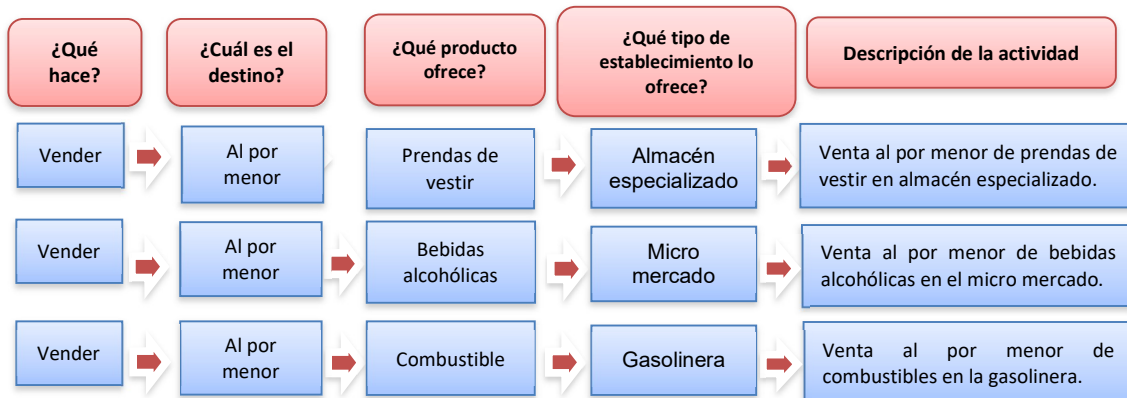 ¿Qué
hace?
¿Cuál es el
destino?
¿Qué producto
ofrece?
¿Qué tipo de
establecimiento lo
ofrece?
Descripción de la actividad
Vender
Al por
menor
Prendas de
vestir
Almacén
especializado
Venta al por menor de prendas de
vestir en almacén especializado.
Vender
Al por
menor
Bebidas
alcohólicas
Micro
mercado
Venta al por menor de bebidas
alcohólicas en el micro mercado.
Vender
Al por
menor
Combustible
Gasolinera
Venta al por menor de
combustibles en la gasolinera.